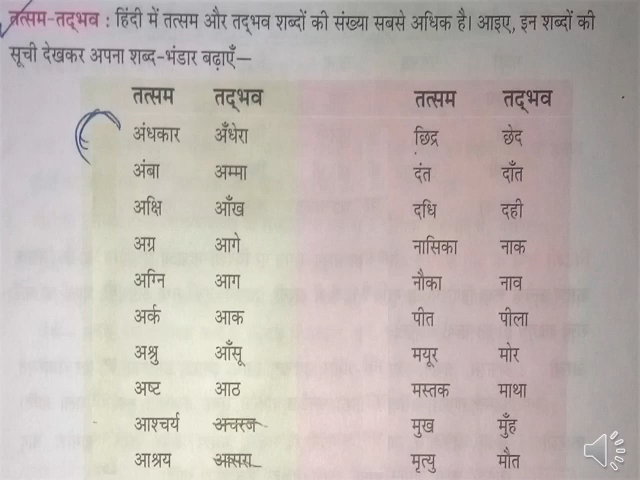 तत्सम-तद्भव : हिंदी में तत्सम और तद्भव शब्दों की संख्या सबसे अधिक है। आइए, इन शब्दों की
सूची देखकर अपना शब्द-भंडार बढ़ाएँ—
तत्सम तद्भव तत्सम तद्भव
अंधकार अँधेरा छिद्र छेद
अंबा अम्मा दंत दाँत
अक्षि आँख दधि दही
अग्र आगे नासिका नाक
अग्नि आग नौका नाव
अर्क आक पीत पीला
अश्रु आँसू मयूर मोर
अष्ट आठ मस्तक माथा
आश्चर्य अचरज मुख मुँह
आश्रय आसरा मृत्यु मौत